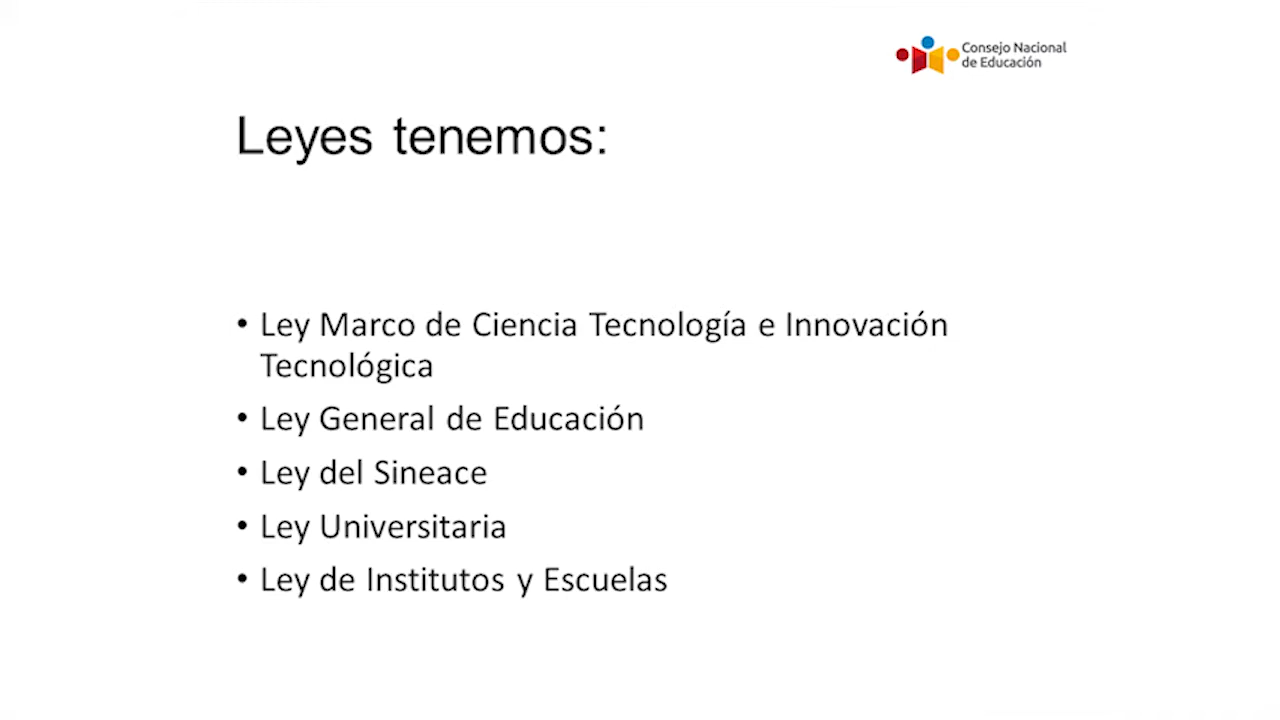 Consejo Nacional
de Educación
Leyes tenemos:
• Ley Marco de Ciencia Tecnología e Innovación
Tecnológica
• Ley General de Educación
• Ley del Sineace
• Ley Universitaria
• Ley de Institutos y Escuelas